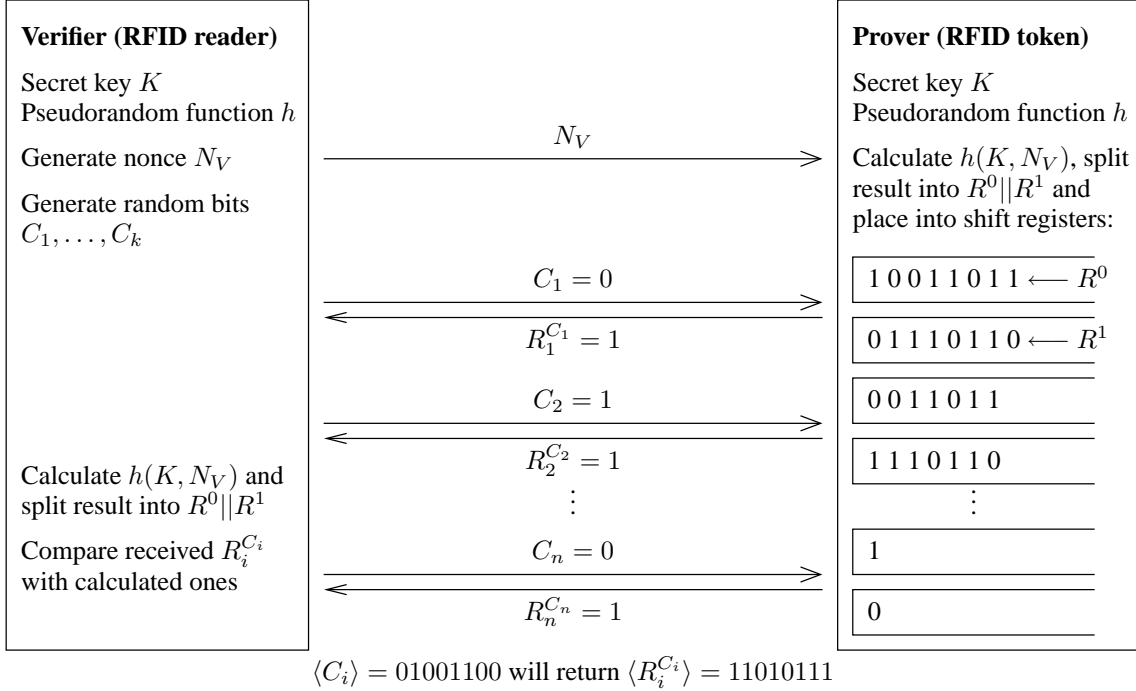 Verifier (RFID reader)
Secret key K
Pseudorandom function h
Generate nonce N_V
Generate random bits
C_1, . . . , C_k
Calculate h(K, N_V) and
split result into R^0||R^1
Compare received R_i^{C_i}
with calculated ones
N_V
C_1 = 0
R_1^{C_1} = 1
C_2 = 1
R_2^{C_2} = 1
⋮
C_n = 0
R_n^{C_n} = 1
Prover (RFID token)
Secret key K
Pseudorandom function h
Calculate h(K, N_V), split
result into R^0||R^1 and
place into shift registers:
1 0 0 1 1 0 1 1 ⟵ R^0
0 1 1 1 0 1 1 0 ⟵ R^1
0 0 1 1 0 1 1
1 1 1 0 1 1 0
⋮
1
0
⟨C_i⟩ = 01001100 will return ⟨R_i^{C_i}⟩ = 11010111